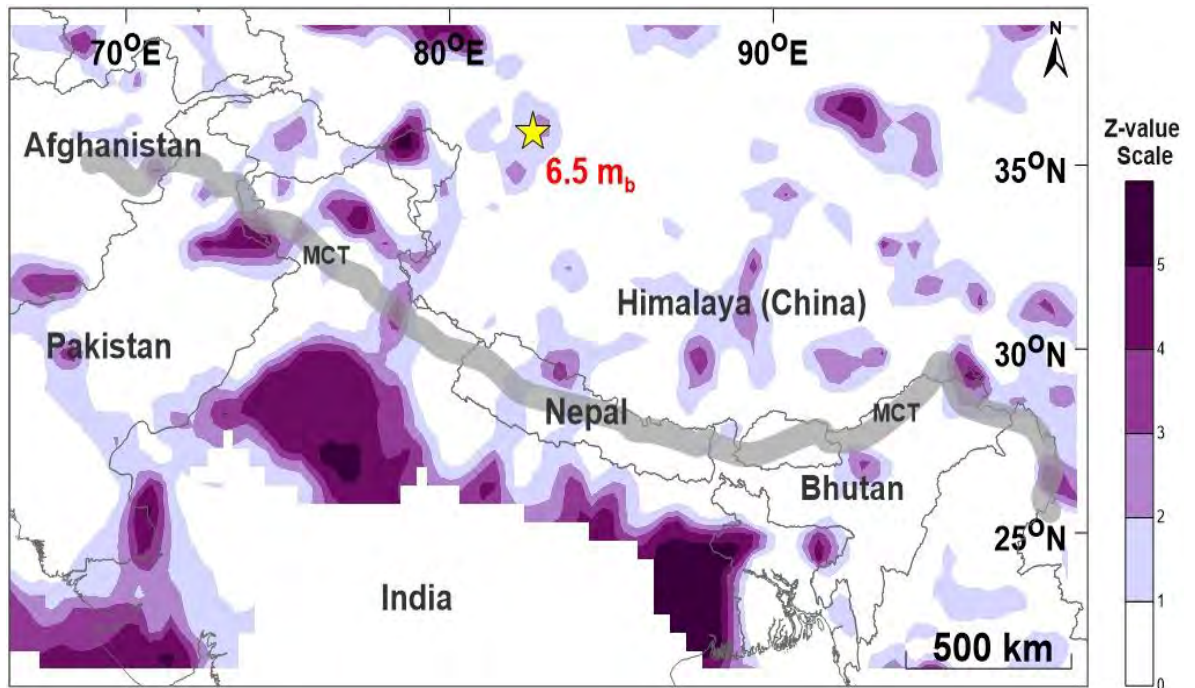 70°E
80°E
90°E
N
Afghanistan
6.5 mb
35°N
Z-value
Scale
MCT
Himalaya (China)
5
Pakistan
30°N
4
Nepal
MCT
3
Bhutan
2
25°N
India
1
500 km
0